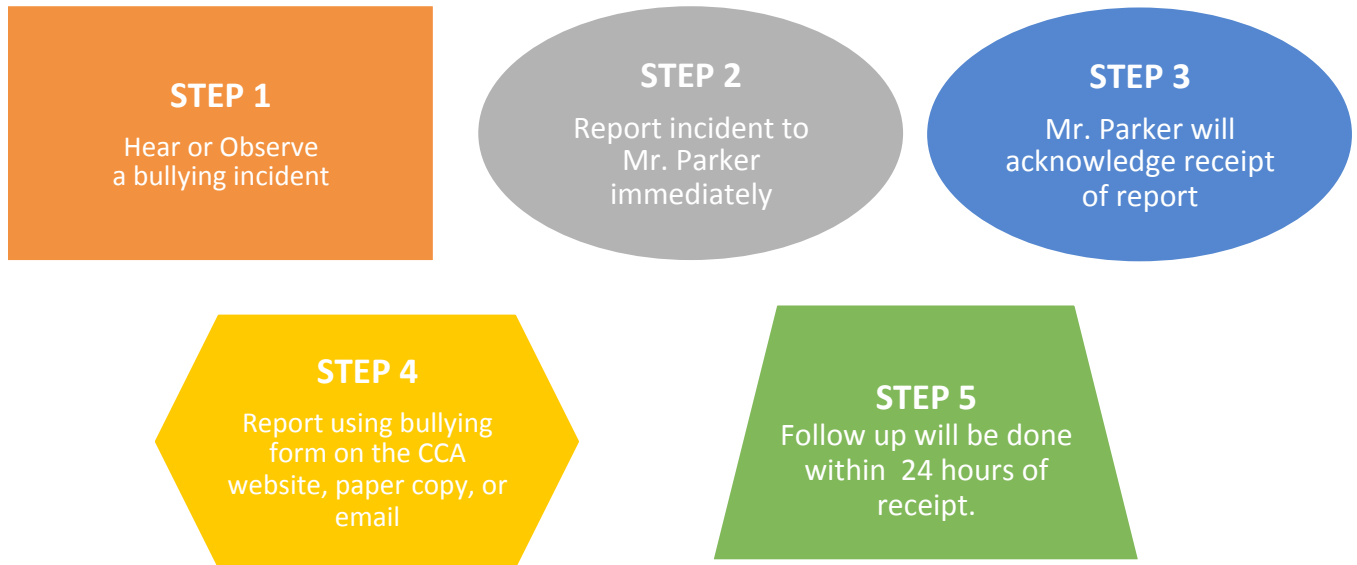 STEP 1
Hear or Observe
a bullying incident
STEP 2
Report incident to
Mr. Parker
immediately
STEP 3
Mr. Parker will
acknowledge receipt
of report
STEP 4
Report using bullying
form on the CCA
website, paper copy, or
email
STEP 5
Follow up will be done
within 24 hours of
receipt.